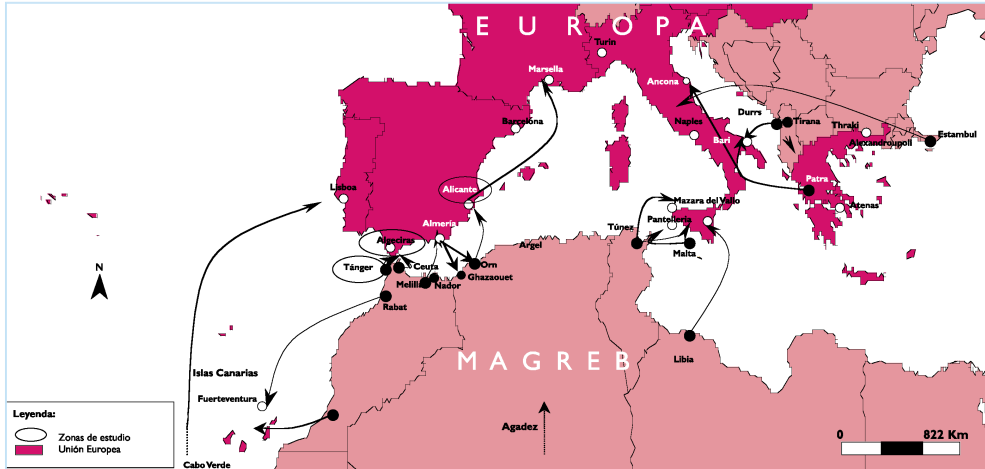 EUROPA
Turín
Marsella
Ancona
Barcelona
Durrs
Tirana
Naples
Thraki
Estambul
Bari
Alexandroupoli
Lisboa
Alicante
Patra
Mazara del Vallo
Atenas
Almería
Pantelleria
Túnez
Algeciras
Argel
Malta
Tánger
Ceuta
Orn
Ghazaouet
N
Melilla
Nador
Rabat
MAGREB
Libia
Islas Canarias
Fuerteventura
Leyenda:
Zonas de estudio
Unión Europea
Agadez
0
822 Km
Cabo Verde